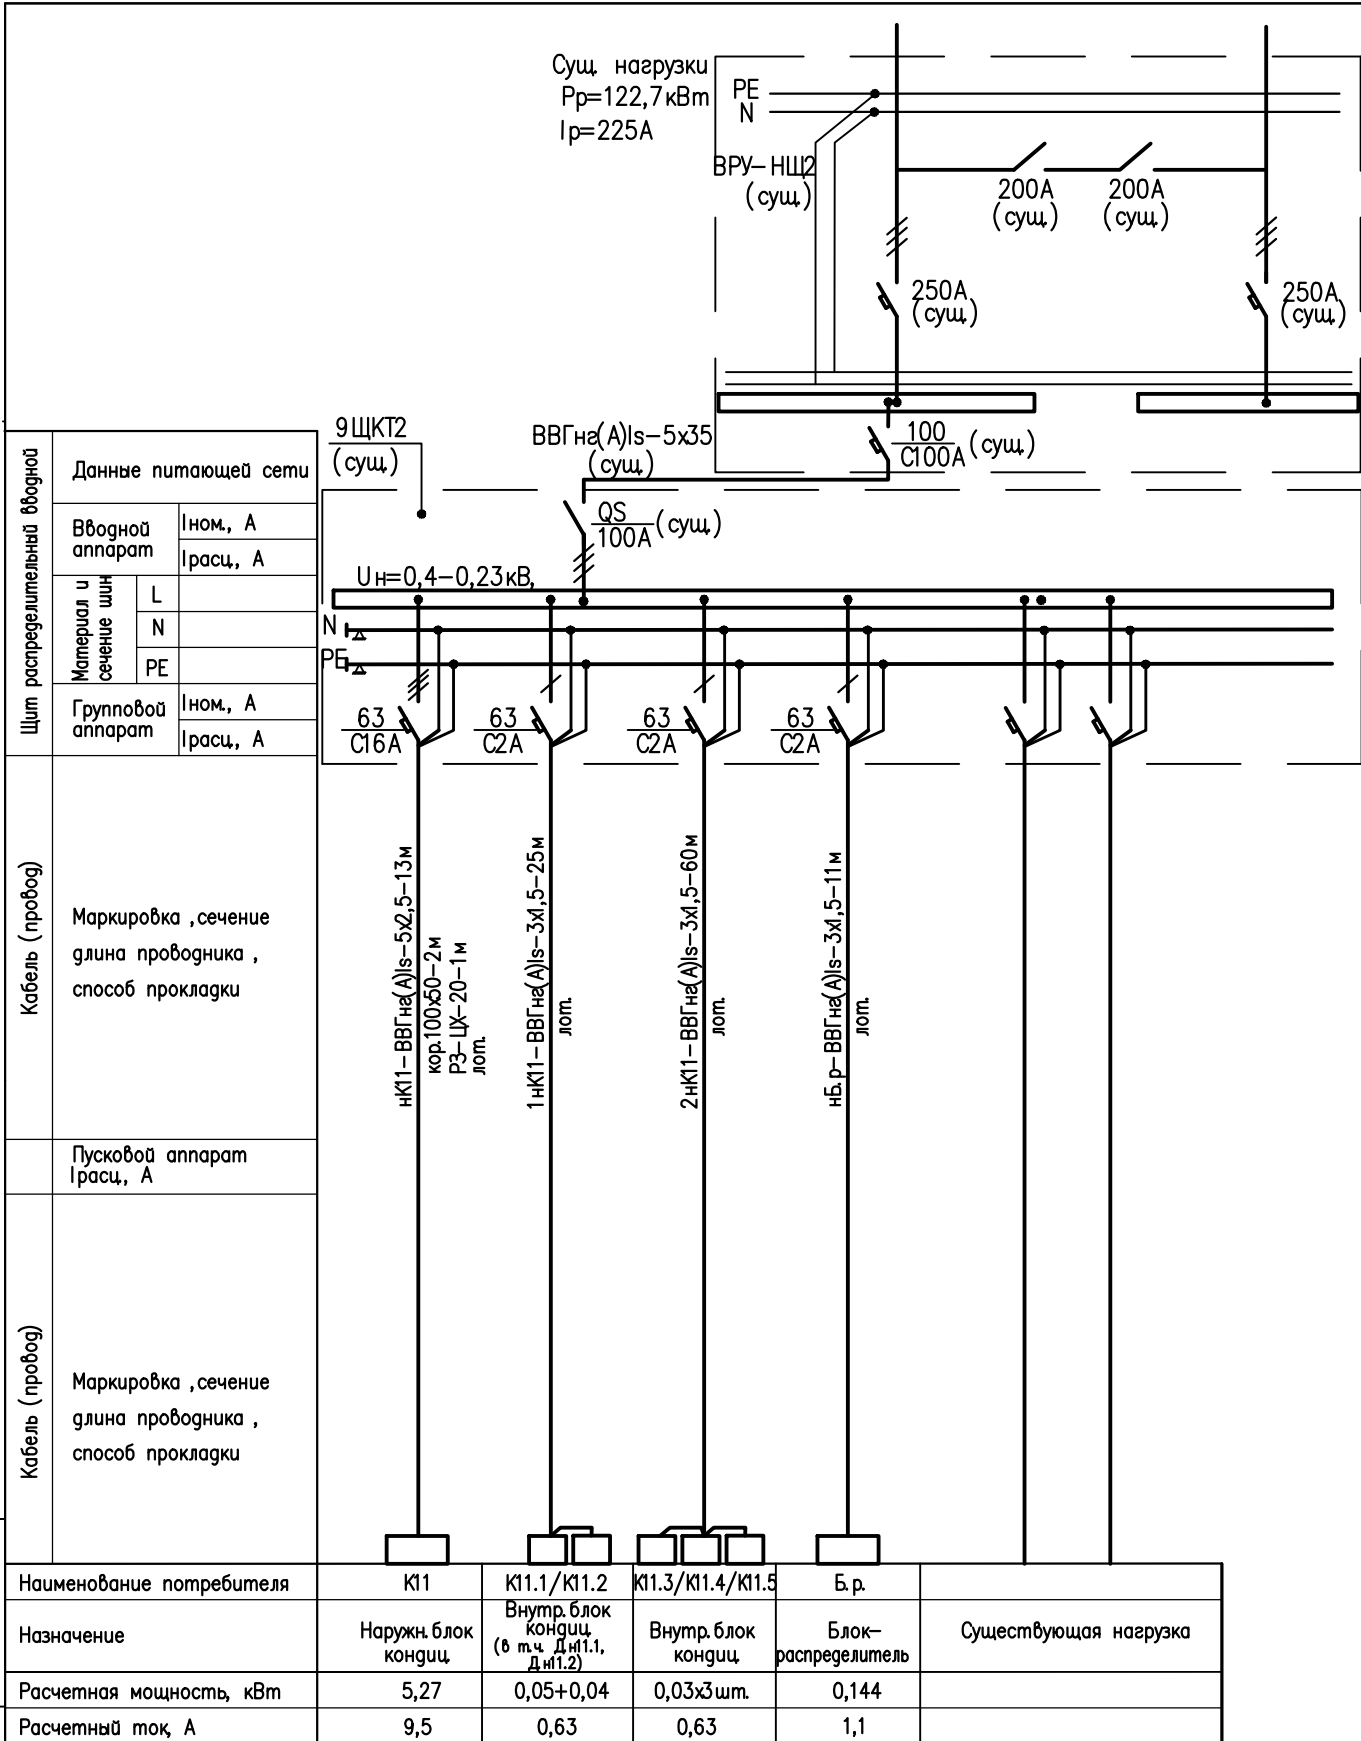 Сущ. нагрузки
Рр=122,7кВт
Iр=225А
PE
N
ВРУ-НЩ2
(сущ.)
200А
(сущ.)
200А
(сущ.)
250А
(сущ.)
250А
(сущ.)
9ЩКТ2
(сущ.)
ВВГнг(А)ls-5х35
(сущ.)
100
С100А
(сущ.)
QS
100А
(сущ.)
Uн=0,4-0,23кВ,
N
PE
63
С16А
63
С2А
63
С2А
63
С2А
Щит распределительный вводной
Данные питающей сети
Вводной
аппарат
Iном., А
Iрасц., А
Материал и
сечение шин
L
N
PE
Групповой
аппарат
Iном., А
Iрасц., А
Кабель (провод)
Маркировка ,сечение
длина проводника ,
способ прокладки
нК11-ВВГнг(А)ls-5х2,5-13м
кор.100х50-2м
РЗ-ЦХ-20-1м
лот.
1нК11-ВВГнг(А)ls-3х1,5-25м
лот.
2нК11-ВВГнг(А)ls-3х1,5-60м
лот.
нБ.р-ВВГнг(А)ls-3х1,5-11м
лот.
Пусковой аппарат
Iрасц., А
Кабель (провод)
Маркировка ,сечение
длина проводника ,
способ прокладки
Наименование потребителя
К11
К11.1/К11.2
К11.3/К11.4/К11.5
Б.р.
Назначение
Наружн.блок
кондиц.
Внутр.блок
кондиц.
(в т.ч. Дн11.1,
Дн11.2)
Внутр.блок
кондиц.
Блок-
распределитель
Существующая нагрузка
Расчетная мощность, кВт
5,27
0,05+0,04
0,03х3шт.
0,144
Расчетный ток, А
9,5
0,63
0,63
1,1